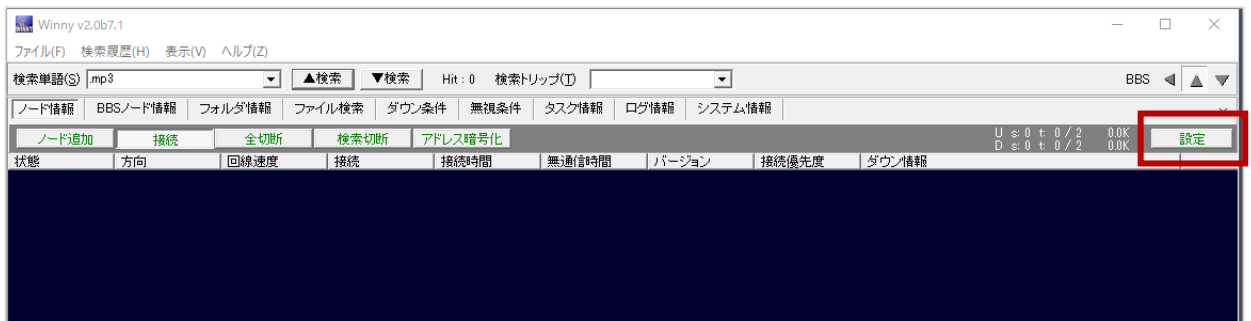 Winny v2.0b7.1
ファイル(F) 検索履歴(H) 表示(V) ヘルプ(Z)
検索単語(S) .mp3 ▲検索 ▼検索 Hit : 0 検索トリップ(T) BBS
ノード情報 BBSノード情報 フォルダ情報 ファイル検索 ダウン条件 無視条件 タスク情報 ログ情報 システム情報
ノード追加 接続 全切断 検索切断 アドレス暗号化 U s: 0 t: 0 / 2 0.0K 設定
D s: 0 t: 0 / 2 0.0K
状態 方向 回線速度 接続 接続時間 無通信時間 バージョン 接続優先度 ダウン情報